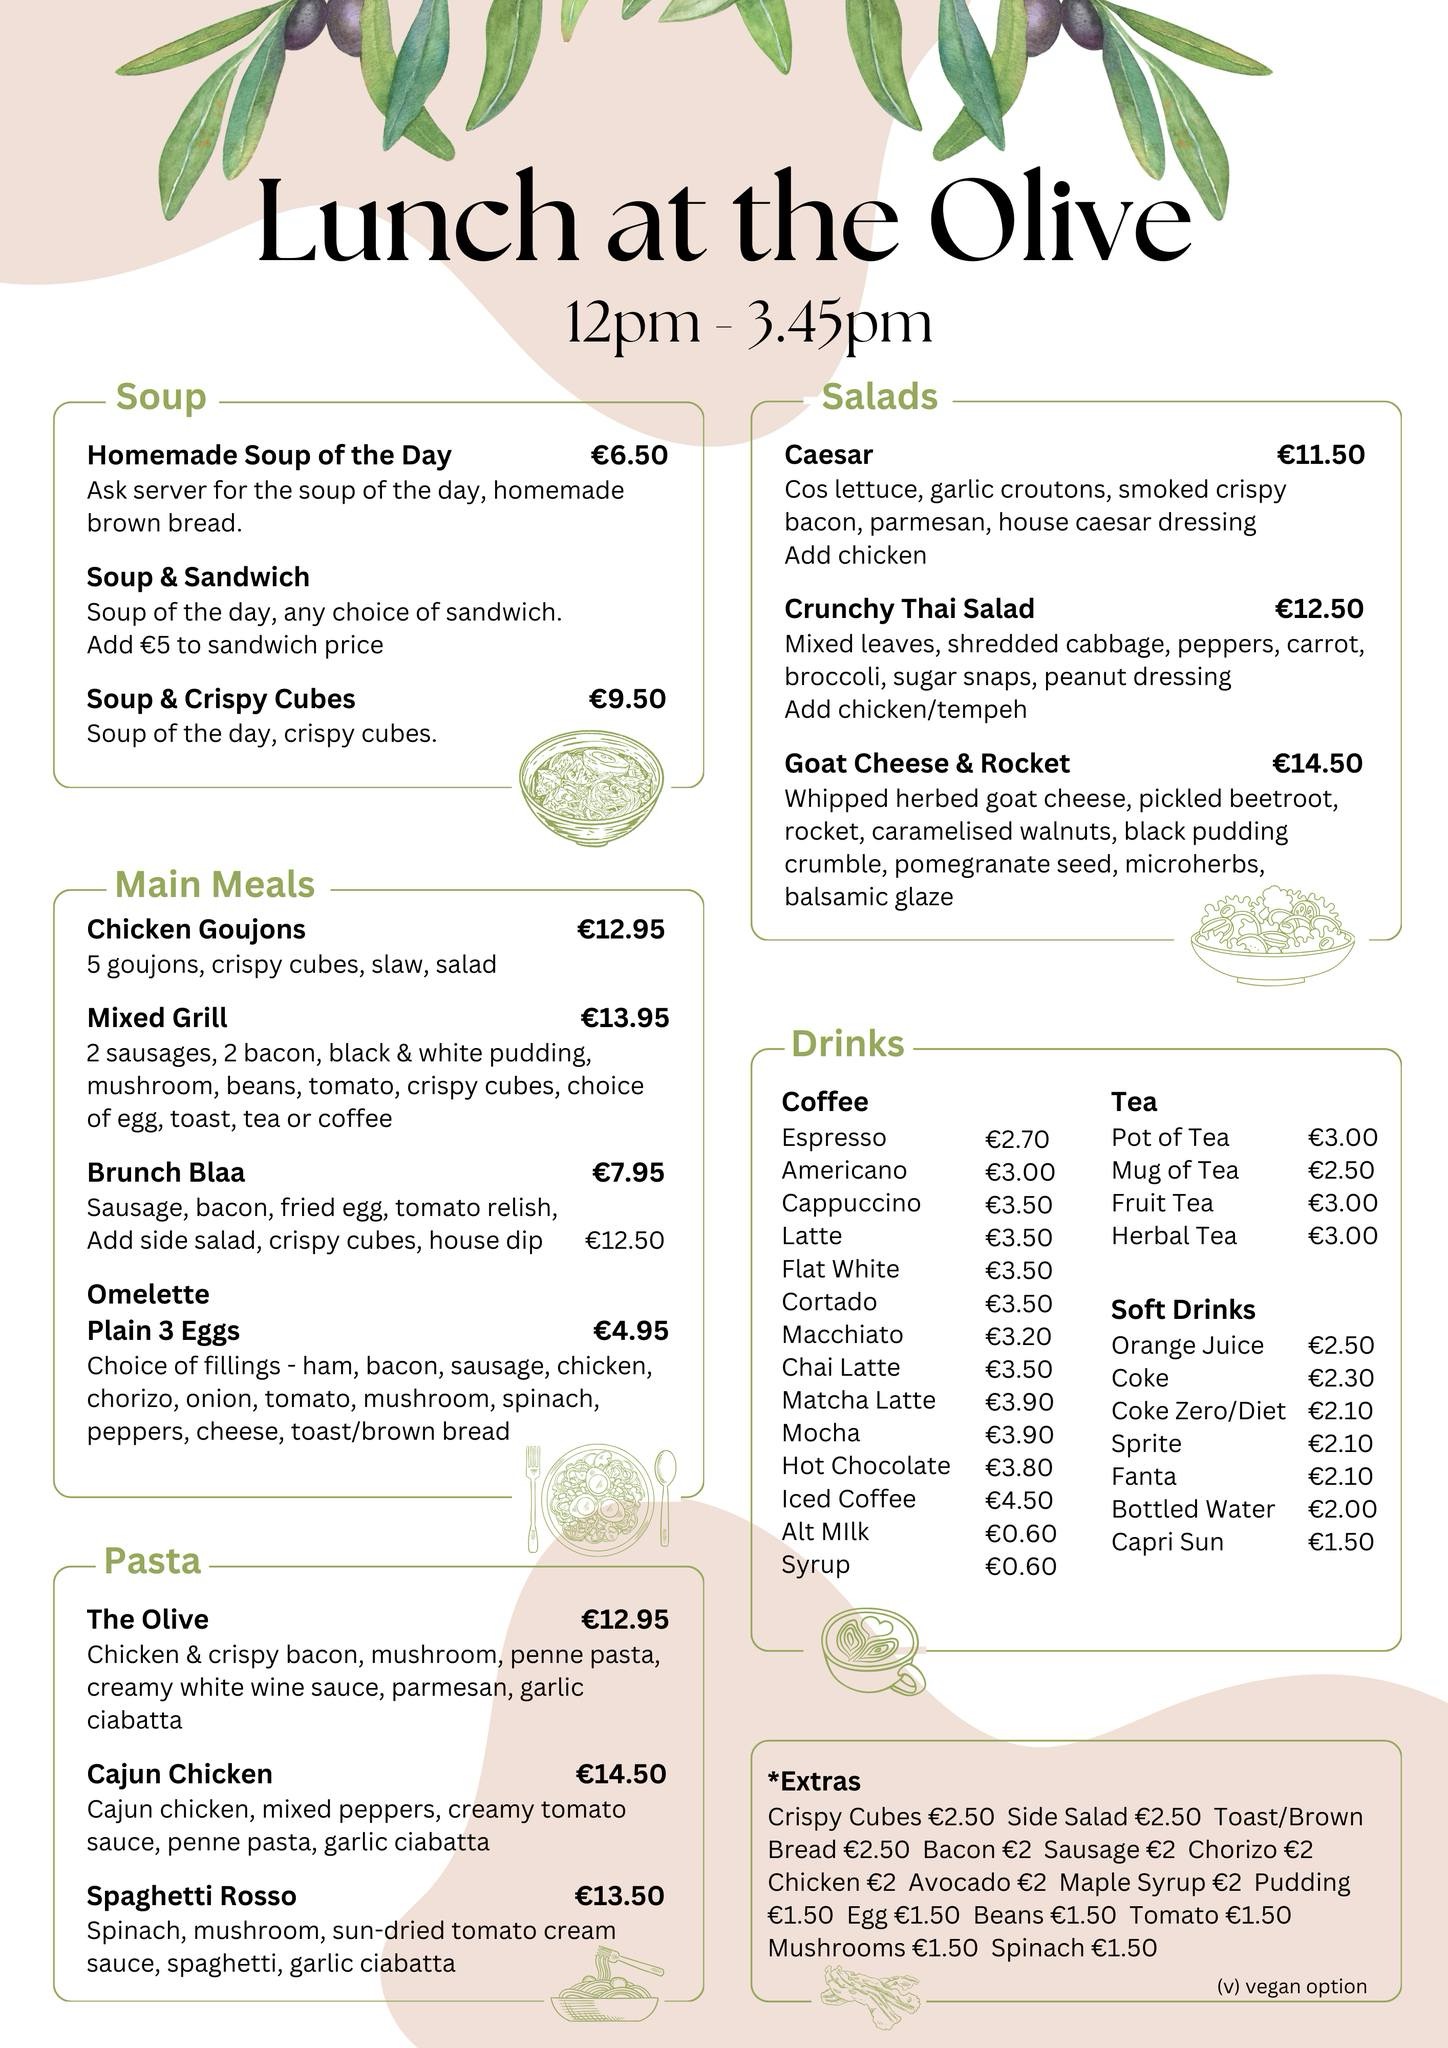 Lunch at the Olive
12pm - 3.45pm
Soup
Homemade Soup of the Day €6.50
Ask server for the soup of the day, homemade
brown bread.
Soup & Sandwich
Soup of the day, any choice of sandwich.
Add €5 to sandwich price
Soup & Crispy Cubes €9.50
Soup of the day, crispy cubes.
Main Meals
Chicken Goujons €12.95
5 goujons, crispy cubes, slaw, salad
Mixed Grill €13.95
2 sausages, 2 bacon, black & white pudding,
mushroom, beans, tomato, crispy cubes, choice
of egg, toast, tea or coffee
Brunch Blaa €7.95
Sausage, bacon, fried egg, tomato relish,
Add side salad, crispy cubes, house dip €12.50
Omelette
Plain 3 Eggs €4.95
Choice of fillings - ham, bacon, sausage, chicken,
chorizo, onion, tomato, mushroom, spinach,
peppers, cheese, toast/brown bread
Pasta
The Olive €12.95
Chicken & crispy bacon, mushroom, penne pasta,
creamy white wine sauce, parmesan, garlic
ciabatta
Cajun Chicken €14.50
Cajun chicken, mixed peppers, creamy tomato
sauce, penne pasta, garlic ciabatta
Spaghetti Rosso €13.50
Spinach, mushroom, sun-dried tomato cream
sauce, spaghetti, garlic ciabatta
Salads
Caesar €11.50
Cos lettuce, garlic croutons, smoked crispy
bacon, parmesan, house caesar dressing
Add chicken
Crunchy Thai Salad €12.50
Mixed leaves, shredded cabbage, peppers, carrot,
broccoli, sugar snaps, peanut dressing
Add chicken/tempeh
Goat Cheese & Rocket €14.50
Whipped herbed goat cheese, pickled beetroot,
rocket, caramelised walnuts, black pudding
crumble, pomegranate seed, microherbs,
balsamic glaze
Drinks
Coffee
Espresso €2.70
Americano €3.00
Cappuccino €3.50
Latte €3.50
Flat White €3.50
Cortado €3.50
Macchiato €3.20
Chai Latte €3.50
Matcha Latte €3.90
Mocha €3.90
Hot Chocolate €3.80
Iced Coffee €4.50
Alt MIlk €0.60
Syrup €0.60
Tea
Pot of Tea €3.00
Mug of Tea €2.50
Fruit Tea €3.00
Herbal Tea €3.00
Soft Drinks
Orange Juice €2.50
Coke €2.30
Coke Zero/Diet €2.10
Sprite €2.10
Fanta €2.10
Bottled Water €2.00
Capri Sun €1.50
*Extras
Crispy Cubes €2.50 Side Salad €2.50 Toast/Brown
Bread €2.50 Bacon €2 Sausage €2 Chorizo €2
Chicken €2 Avocado €2 Maple Syrup €2 Pudding
€1.50 Egg €1.50 Beans €1.50 Tomato €1.50
Mushrooms €1.50 Spinach €1.50
(v) vegan option